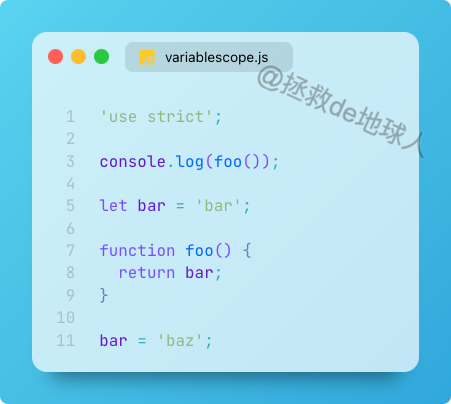 JS variablescope.js
@拯救de地球人
1 'use strict';
2
3 console.log(foo());
4
5 let bar = 'bar';
6
7 function foo() {
8   return bar;
9 }
10
11 bar = 'baz';